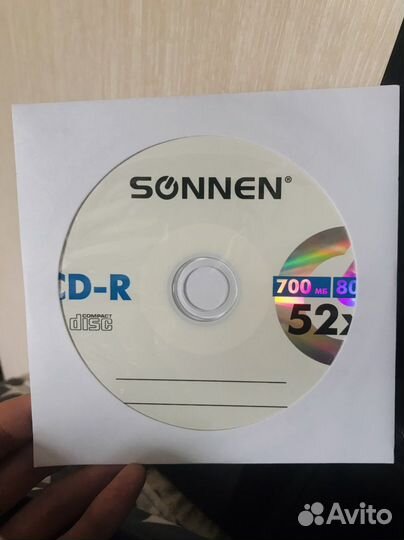 SONNEN®
CD-R
COMPACT
disc
700 МБ 80
52x
Avito